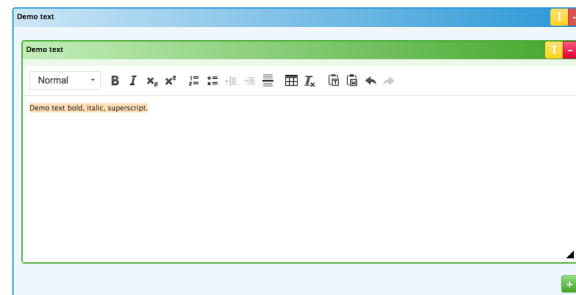 Demo text
Demo text
Normal
Demo text bold, italic, superscript.